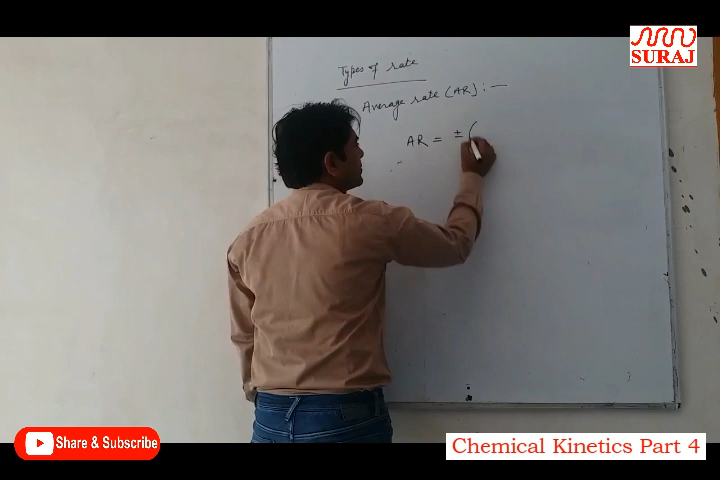 SURAJ
Types of rate
Average rate (AR) : —
AR = ± (
Share & Subscribe
Chemical Kinetics Part 4